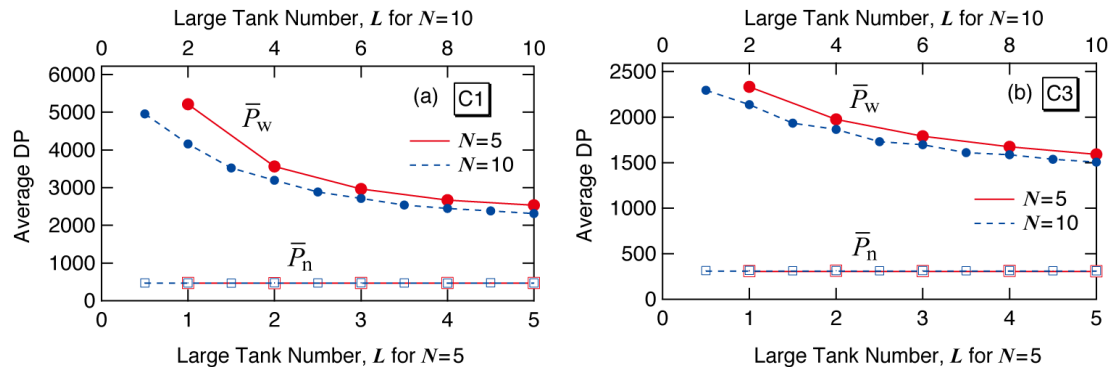 Large Tank Number, L for N=10
0 2 4 6 8 10
6000
5000
4000
3000
2000
1000
0
Average DP
(a) C1
P̅w
N=5
N=10
P̅n
0 1 2 3 4 5
Large Tank Number, L for N=5
Large Tank Number, L for N=10
0 2 4 6 8 10
2500
2000
1500
1000
500
0
Average DP
(b) C3
P̅w
N=5
N=10
P̅n
0 1 2 3 4 5
Large Tank Number, L for N=5